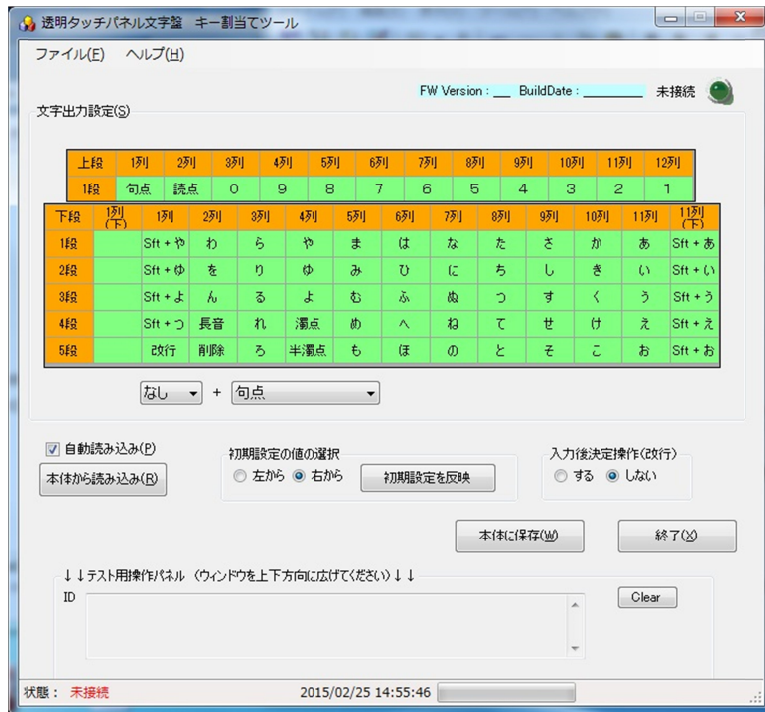 透明タッチパネル文字盤　キー割当てツール
ファイル(F)　ヘルプ(H)
FW Version : __ BuildDate : ______ 未接続
文字出力設定(S)
上段 1列 2列 3列 4列 5列 6列 7列 8列 9列 10列 11列 12列
1段 句点 読点 0 9 8 7 6 5 4 3 2 1
下段 1列(下) 1列 2列 3列 4列 5列 6列 7列 8列 9列 10列 11列 11列(下)
1段 Sft + や わ ら や ま は な た さ か あ Sft + あ
2段 Sft + ゆ を り ゆ み ひ に ち し き い Sft + い
3段 Sft + よ ん る よ む ふ ぬ つ す く う Sft + う
4段 Sft + つ 長音 れ 濁点 め へ ね て せ け え Sft + え
5段 改行 削除 ろ 半濁点 も ほ の と そ こ お Sft + お
なし + 句点
自動読み込み(P)
本体から読み込み(R)
初期設定の値の選択
左から 右から 初期設定を反映
入力後決定操作(改行)
する しない
本体に保存(W) 終了(X)
↓↓テスト用操作パネル （ウィンドウを上下方向に広げてください）↓↓
ID Clear
状態： 未接続 2015/02/25 14:55:46